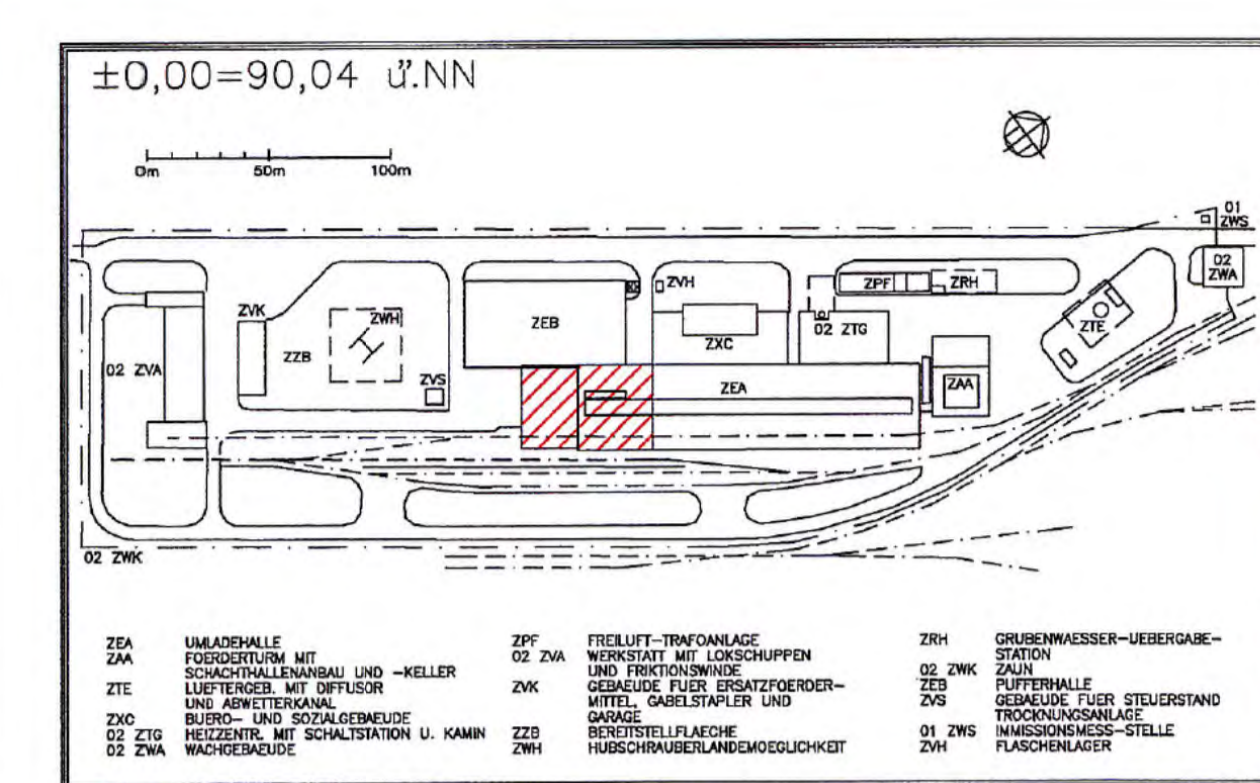 ±0,00=90,04 ü.NN
0m 50m 100m
01
ZWS
02
ZWA
ZVH
ZPF
ZRH
ZVK
ZWH
ZEB
ZTE
02 ZTG
ZXC
ZZB
02 ZVA
ZVS
ZEA
ZAA
02 ZWK
ZEA UMLADEHALLE
ZAA FOERDERTURM MIT
SCHACHTHALLENANBAU UND -KELLER
ZTE LUEFTERGEB. MIT DIFFUSOR
UND ABWETTERKANAL
ZXC BUERO- UND SOZIALGEBAEUDE
02 ZTG HEIZZENTR. MIT SCHALTSTATION U. KAMIN
02 ZWA WACHGEBAEUDE
ZPF FREILUFT-TRAFOANLAGE
02 ZVA WERKSTATT MIT LOKSCHUPPEN
UND FRIKTIONSWINDE
ZVK GEBAEUDE FUER ERSATZFOERDER-
MITTEL, GABELSTAPLER UND
GARAGE
ZZB BEREITSTELLFLAECHE
ZWH HUBSCHRAUBERLANDEMOEGLICHKEIT
ZRH GRUBENWAESSER-UEBERGABE-
STATION
02 ZWK ZAUN
ZEB PUFFERHALLE
ZVS GEBAEUDE FUER STEUERSTAND
TROCKNUNGSANLAGE
01 ZWS IMMISSIONSMESS-STELLE
ZVH FLASCHENLAGER